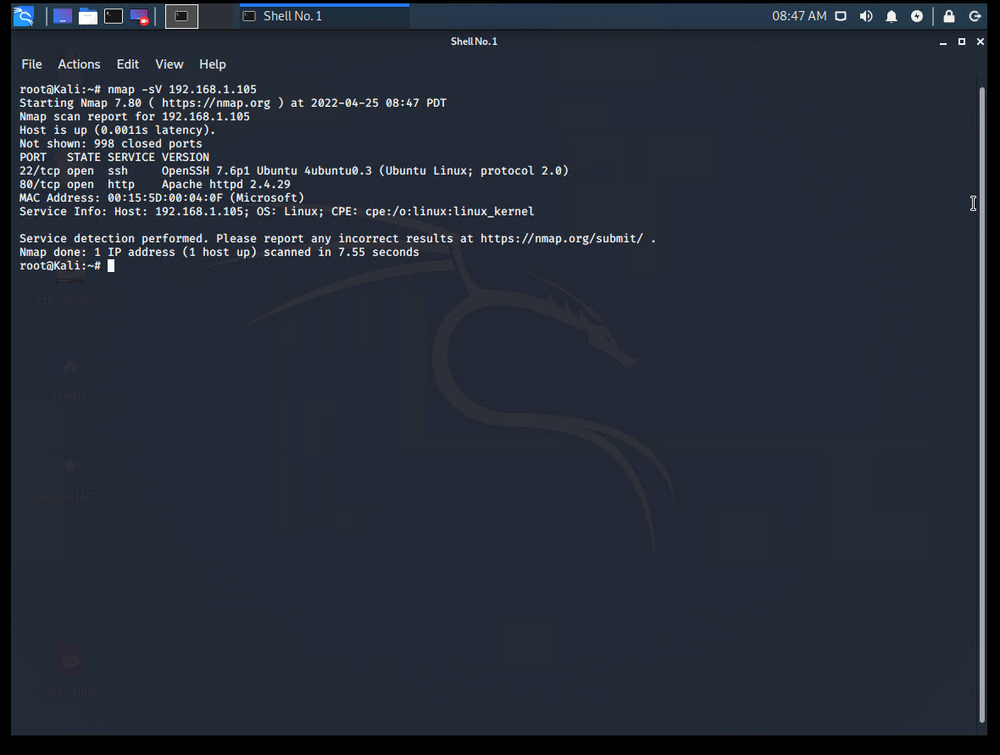 Shell No. 1
08:47 AM
Shell No. 1
File Actions Edit View Help
root@Kali:~# nmap -sV 192.168.1.105
Starting Nmap 7.80 ( https://nmap.org ) at 2022-04-25 08:47 PDT
Nmap scan report for 192.168.1.105
Host is up (0.0011s latency).
Not shown: 998 closed ports
PORT   STATE SERVICE VERSION
22/tcp open  ssh     OpenSSH 7.6p1 Ubuntu 4ubuntu0.3 (Ubuntu Linux; protocol 2.0)
80/tcp open  http    Apache httpd 2.4.29
MAC Address: 00:15:5D:00:04:0F (Microsoft)
Service Info: Host: 192.168.1.105; OS: Linux; CPE: cpe:/o:linux:linux_kernel
Service detection performed. Please report any incorrect results at https://nmap.org/submit/ .
Nmap done: 1 IP address (1 host up) scanned in 7.55 seconds
root@Kali:~#
File System
Home